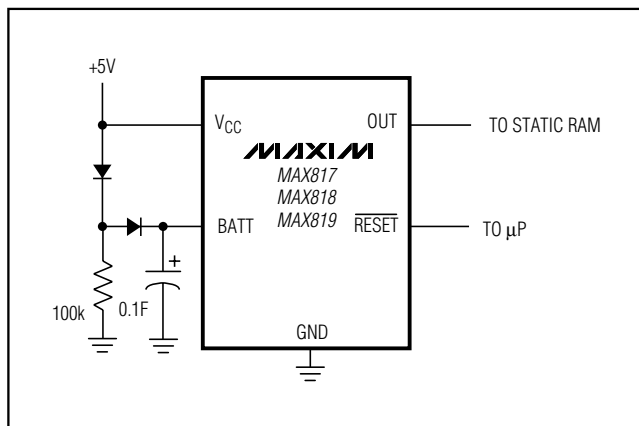 +5V
VCC
OUT
TO STATIC RAM
MAXIM
MAX817
MAX818
MAX819
BATT
RESET
TO µP
+
100k
0.1F
GND